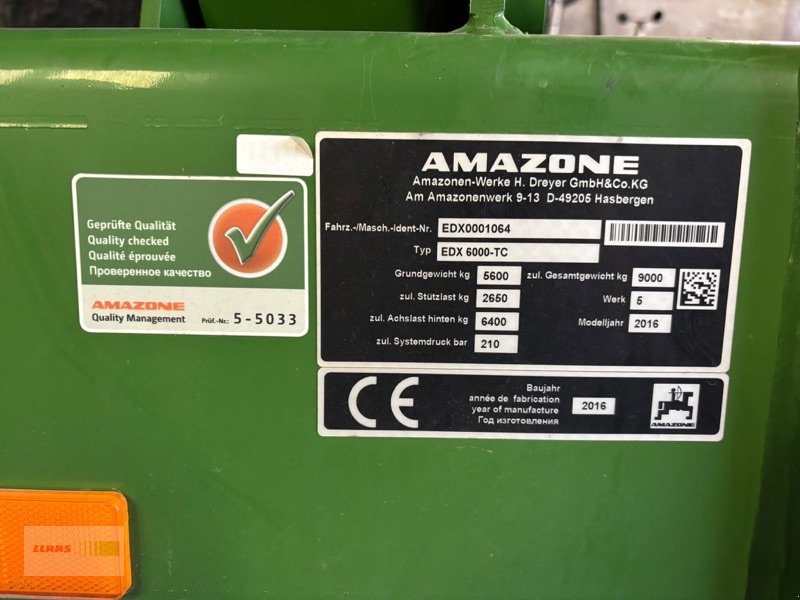 Geprüfte Qualität
Quality checked
Qualité éprouvée
Проверенное качество
AMAZONE
Quality Management Prüf.-Nr.: 5-5033
AMAZONE
Amazonen-Werke H. Dreyer GmbH&Co.KG
Am Amazonenwerk 9-13 D-49205 Hasbergen
Fahrz.-/Masch.-Ident-Nr. EDX0001064
Typ EDX 6000-TC
Grundgewicht kg 5600 zul. Gesamtgewicht kg 9000
zul. Stützlast kg 2650 Werk 5
zul. Achslast hinten kg 6400 Modelljahr 2016
zul. Systemdruck bar 210
CE
Baujahr
année de fabrication
year of manufacture 2016
Год изготовления
AMAZONE
CLAAS